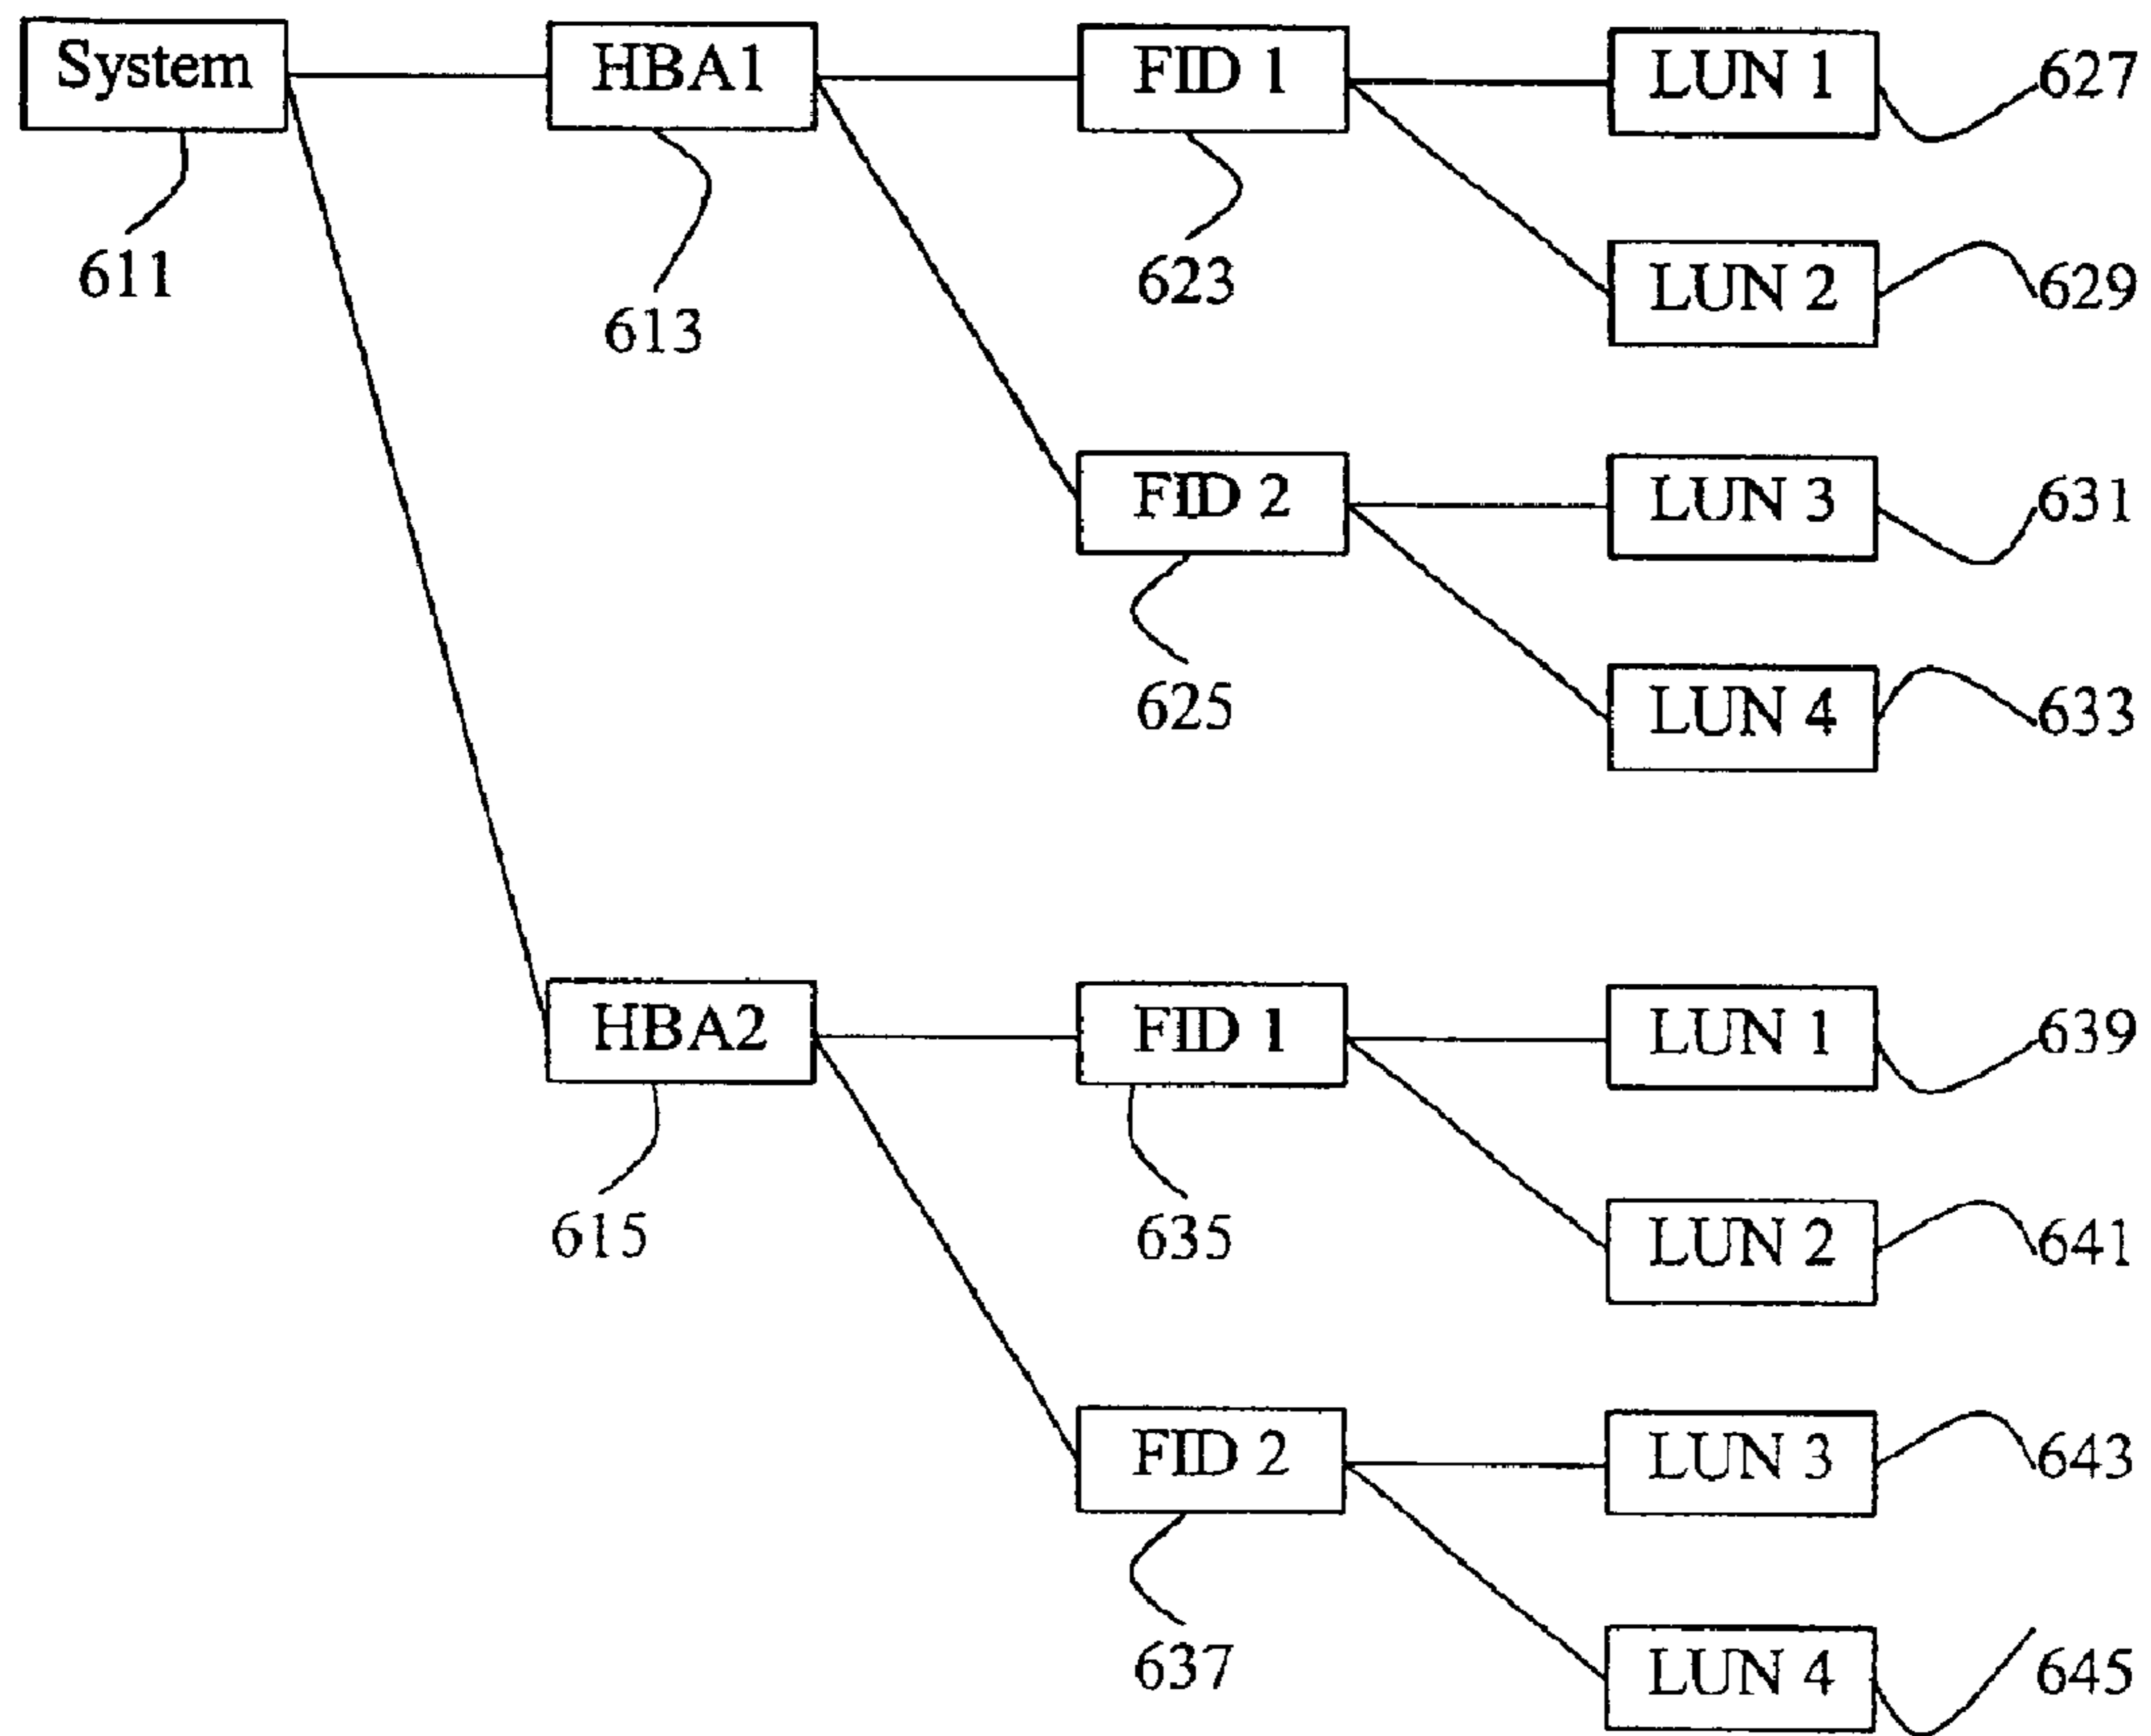 System
HBA1
FID 1
LUN 1
627
611
613
623
LUN 2
629
FID 2
LUN 3
631
625
LUN 4
633
HBA2
FID 1
LUN 1
639
615
635
LUN 2
641
FID 2
LUN 3
643
637
LUN 4
645